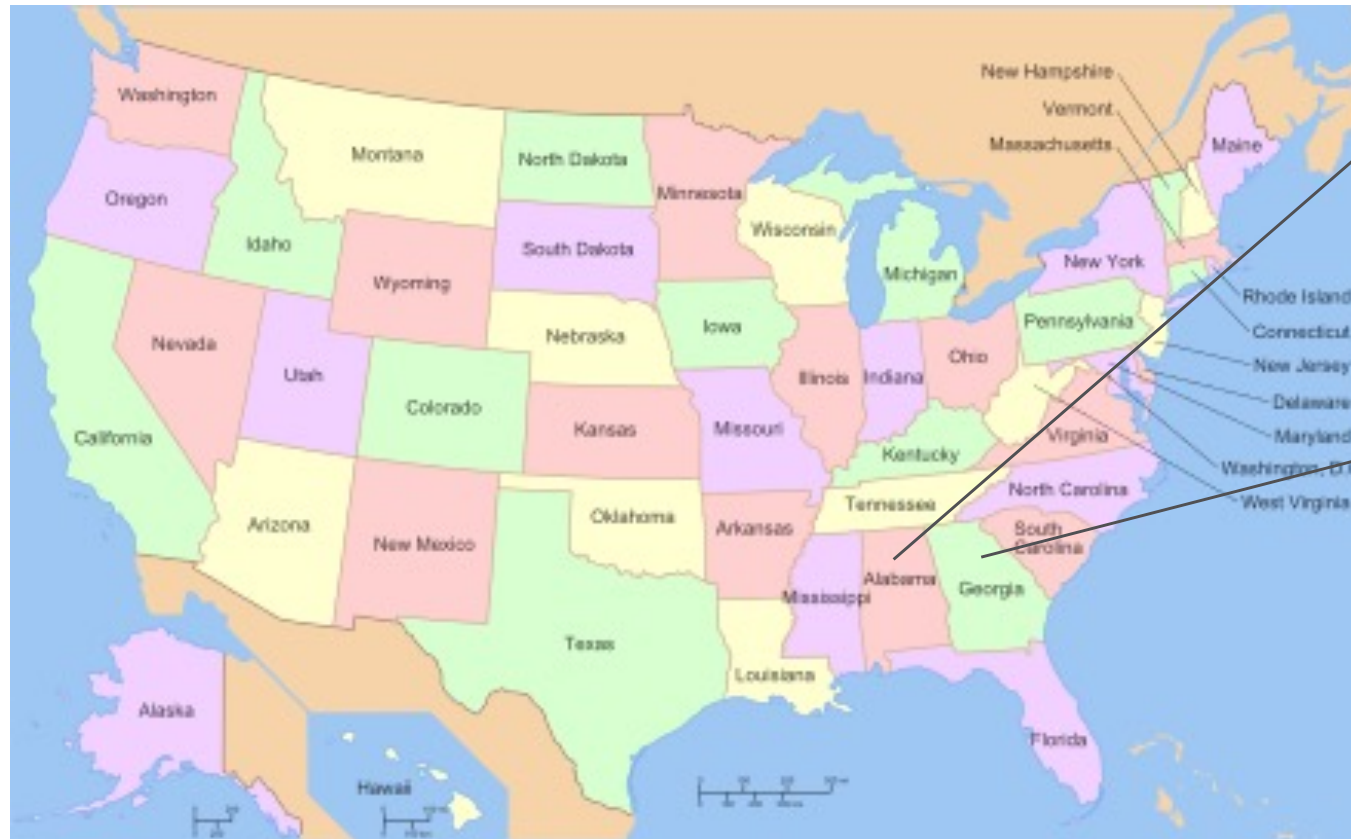 New Hampshire
Vermont
Massachusetts
Washington
Montana
North Dakota
Minnesota
Maine
Oregon
Idaho
Wisconsin
South Dakota
Wyoming
Michigan
New York
Rhode Island
Iowa
Pennsylvania
Connecticut
Nebraska
Nevada
Ohio
New Jersey
Utah
Illinois
Indiana
Colorado
Delaware
California
Kansas
Missouri
Virginia
Maryland
Kentucky
Washington, D.
North Carolina
West Virginia
Tennessee
Oklahoma
Arizona
Arkansas
New Mexico
South
Carolina
Alabama
Georgia
Mississippi
Texas
Louisiana
Alaska
Florida
Hawaii